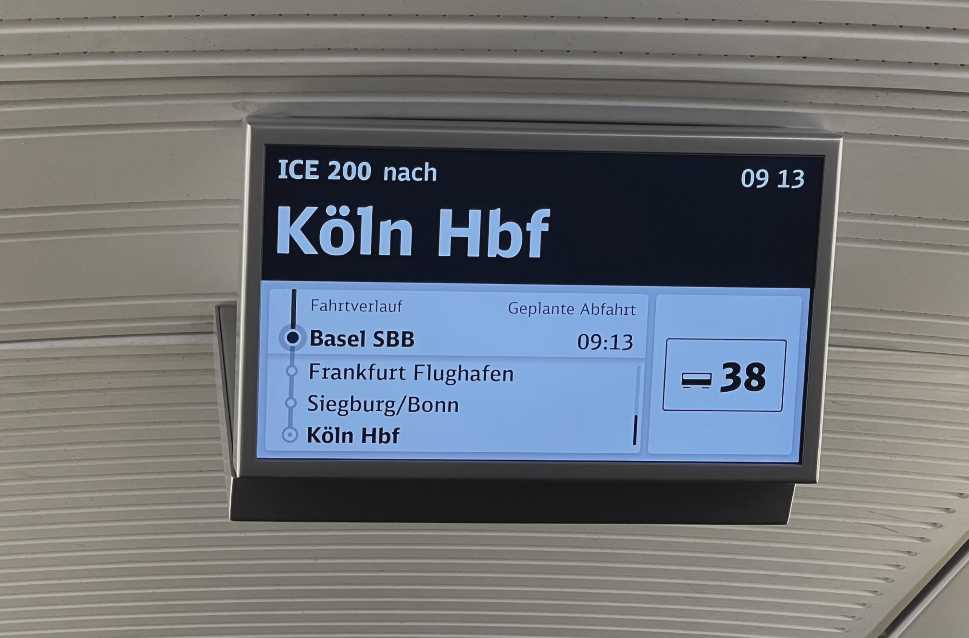 ICE 200 nach
09 13
Köln Hbf
Fahrtverlauf
Geplante Abfahrt
Basel SBB
09:13
Frankfurt Flughafen
Siegburg/Bonn
Köln Hbf
38